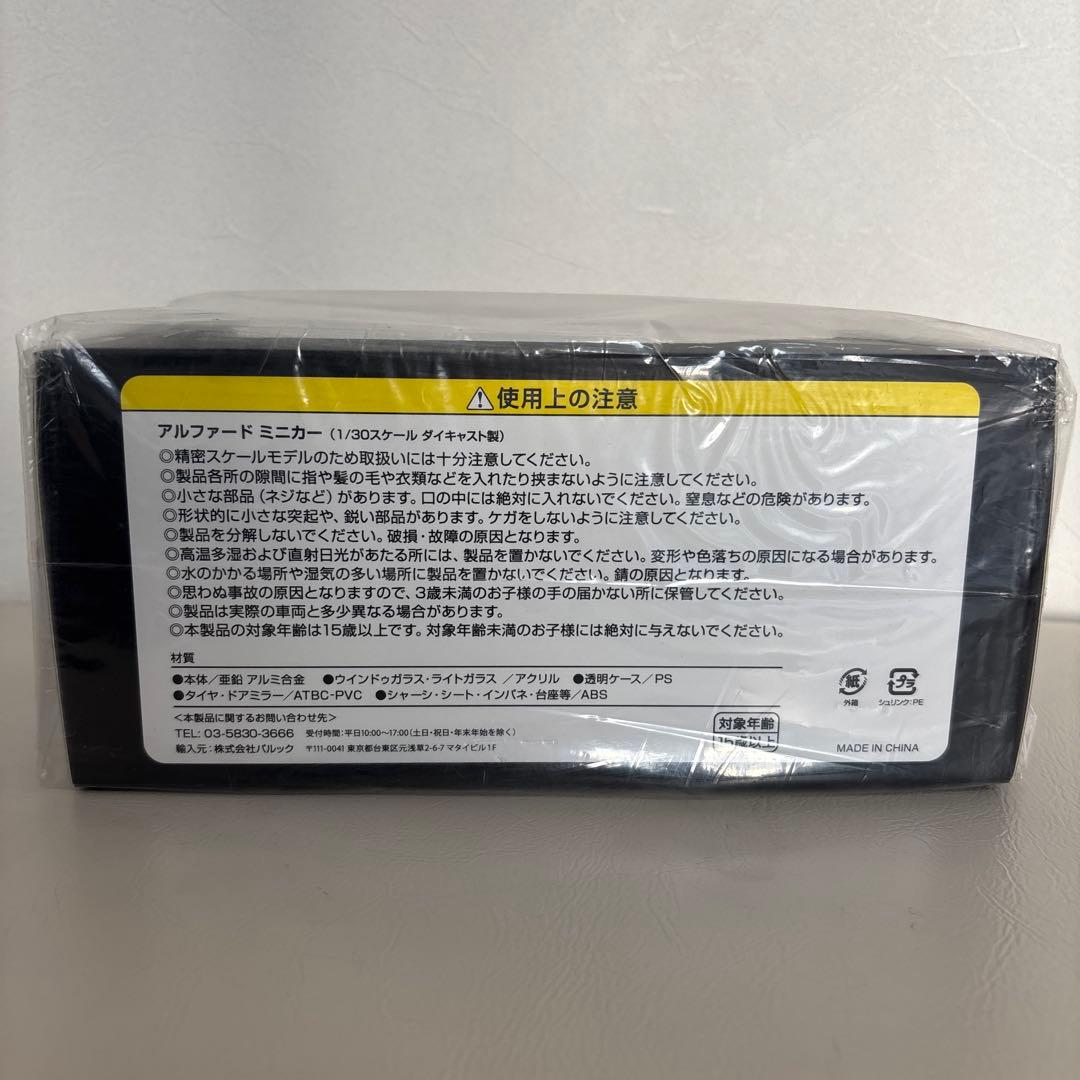 ⚠使用上の注意
アルファード ミニカー（1/30スケール ダイキャスト製）
◎精密スケールモデルのため取扱いには十分注意してください。
◎製品各所の隙間に指や髪の毛や衣類などを入れたり挟まないように注意してください。
◎小さな部品（ネジなど）があります。口の中には絶対に入れないでください。窒息などの危険があります。
◎形状的に小さな突起や、鋭い部品があります。ケガをしないように注意してください。
◎製品を分解しないでください。破損・故障の原因となります。
◎高温多湿および直射日光があたる所には、製品を置かないでください。変形や色落ちの原因になる場合があります。
◎水のかかる場所や湿気の多い場所に製品を置かないでください。錆の原因となります。
◎思わぬ事故の原因となりますので、3歳未満のお子様の手の届かない所に保管してください。
◎製品は実際の車両と多少異なる場合があります。
◎本製品の対象年齢は15歳以上です。対象年齢未満のお子様には絶対に与えないでください。
材質
●本体／亜鉛 アルミ合金 ●ウインドゥガラス・ライトガラス ／アクリル ●透明ケース／PS
●タイヤ・ドアミラー／ATBC-PVC ●シャーシ・シート・インパネ・台座等／ABS
紙 プラ
外箱 シュリンク：PE
＜本製品に関するお問い合わせ先＞
TEL: 03-5830-3666 受付時間：平日10:00〜17:00（土日・祝日・年末年始を除く）
輸入元：株式会社バルック 〒111-0041 東京都台東区元浅草2-6-7 マタイビル1F
対象年齢
15歳以上
MADE IN CHINA